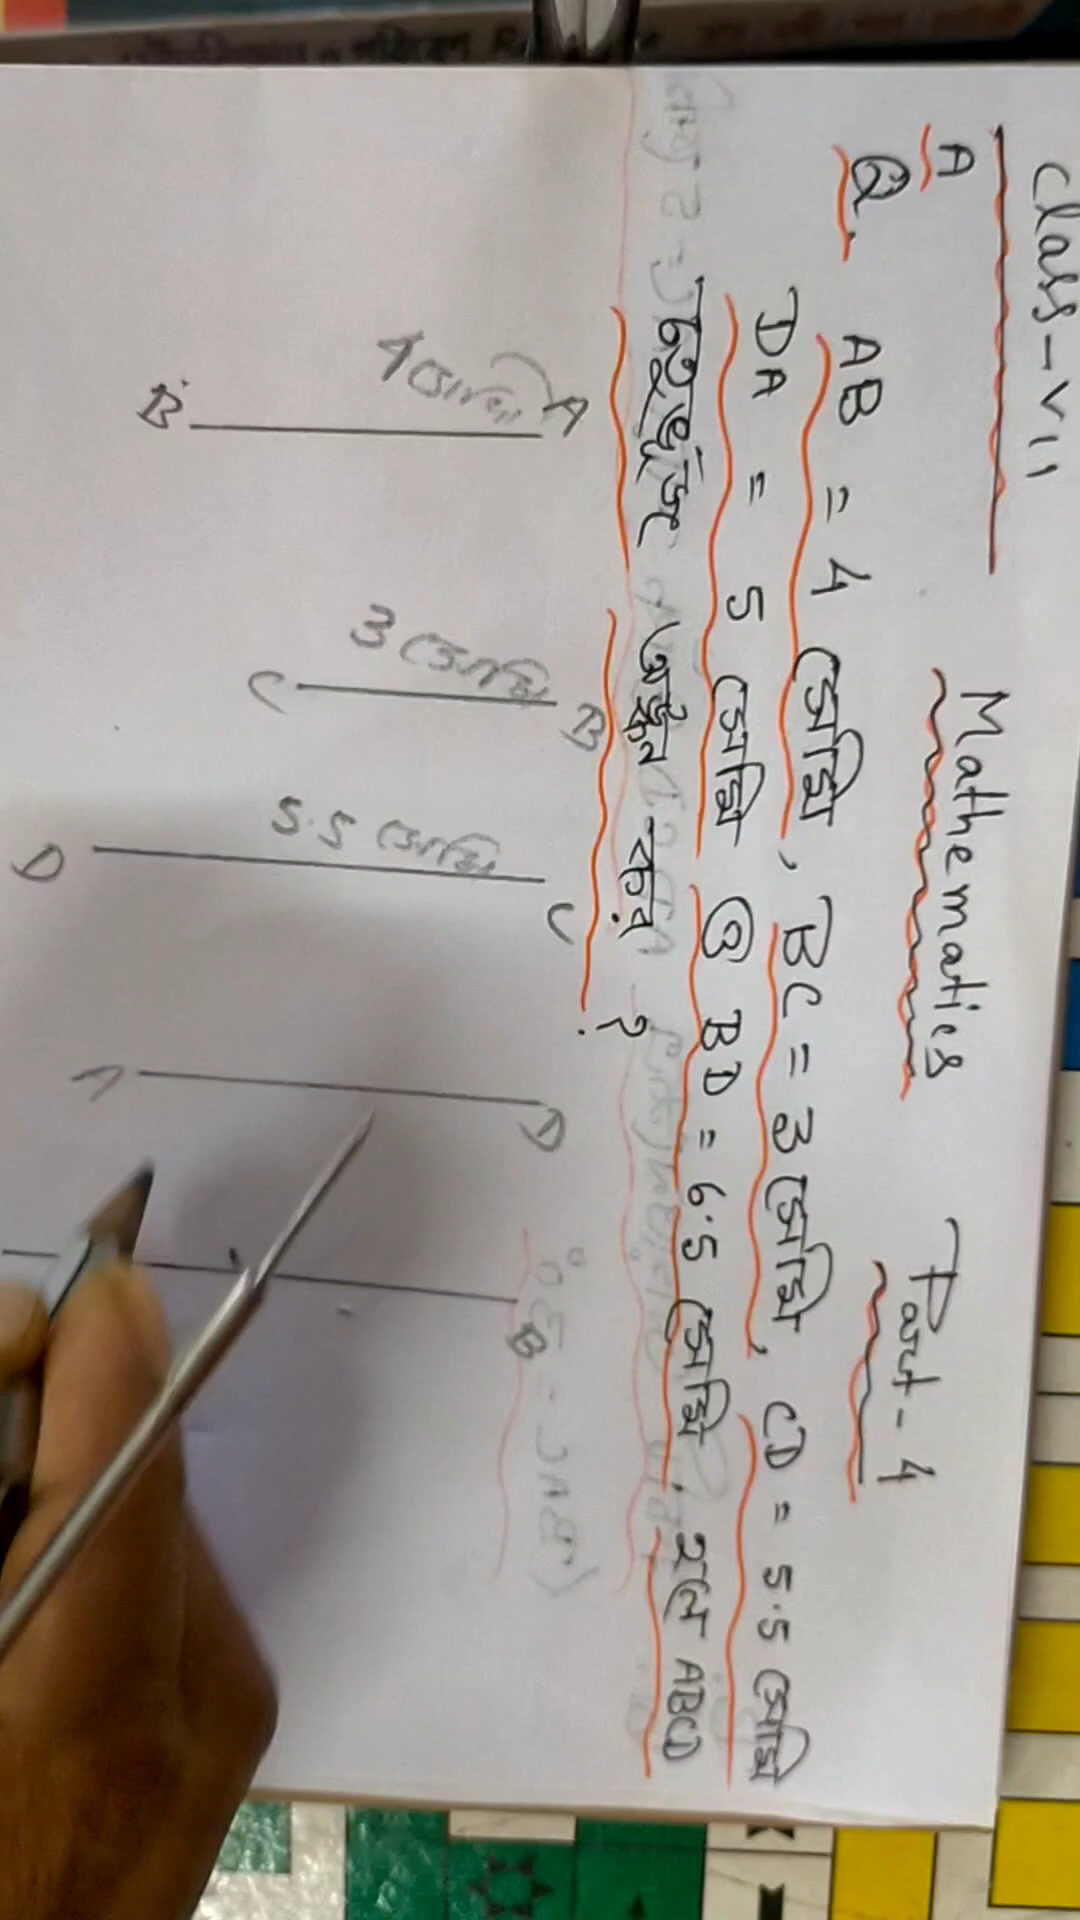 Class-VII Mathematics Part-4
A
Q. AB = 4 সেমি, BC = 3 সেমি, CD = 5.5 সেমি
DA = 5 সেমি ও BD = 6.5 সেমি, হলে ABCD
চতুর্ভুজ অঙ্কন কর ?
A B
4 সেমি
B C
3 সেমি
C D
5.5 সেমি
D
B